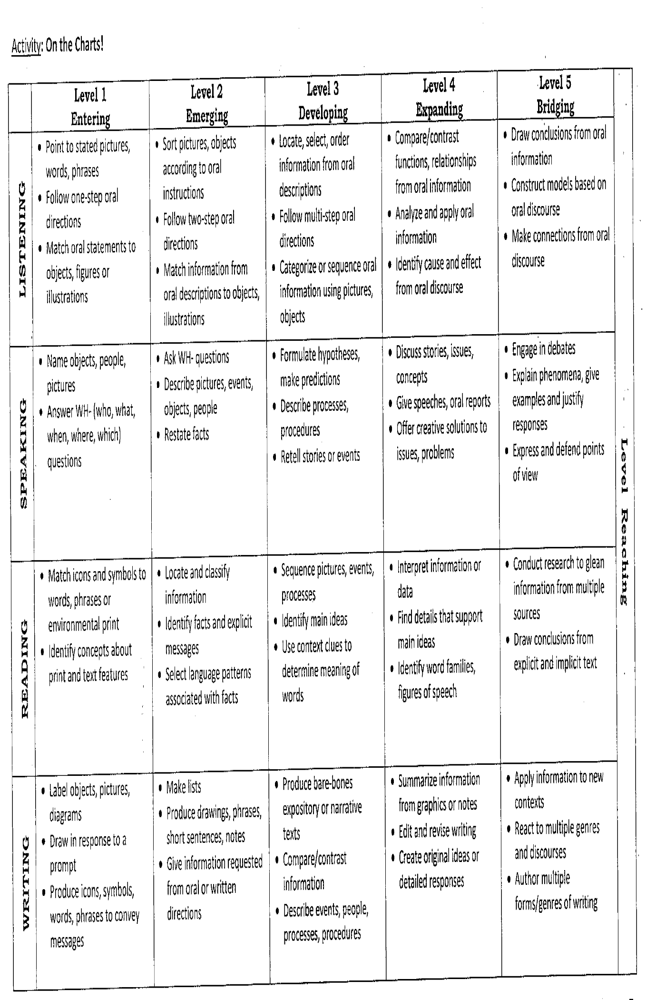 Activity: On the Charts!
Level 1
Entering
Level 2
Emerging
Level 3
Developing
Level 4
Expanding
Level 5
Bridging
LISTENING
• Point to stated pictures,
words, phrases
• Follow one-step oral
directions
• Match oral statements to
objects, figures or
illustrations
• Sort pictures, objects
according to oral
instructions
• Follow two-step oral
directions
• Match information from
oral descriptions to objects,
illustrations
• Locate, select, order
information from oral
descriptions
• Follow multi-step oral
directions
• Categorize or sequence oral
information using pictures,
objects
• Compare/contrast
functions, relationships
from oral information
• Analyze and apply oral
information
• Identify cause and effect
from oral discourse
• Draw conclusions from oral
information
• Construct models based on
oral discourse
• Make connections from oral
discourse
SPEAKING
• Name objects, people,
pictures
• Answer WH- (who, what,
when, where, which)
questions
• Ask WH- questions
• Describe pictures, events,
objects, people
• Restate facts
• Formulate hypotheses,
make predictions
• Describe processes,
procedures
• Retell stories or events
• Discuss stories, issues,
concepts
• Give speeches, oral reports
• Offer creative solutions to
issues, problems
• Engage in debates
• Explain phenomena, give
examples and justify
responses
• Express and defend points
of view
READING
• Match icons and symbols to
words, phrases or
environmental print
• Identify concepts about
print and text features
• Locate and classify
information
• Identify facts and explicit
messages
• Select language patterns
associated with facts
• Sequence pictures, events,
processes
• Identify main ideas
• Use context clues to
determine meaning of
words
• Interpret information or
data
• Find details that support
main ideas
• Identify word families,
figures of speech
• Conduct research to glean
information from multiple
sources
• Draw conclusions from
explicit and implicit text
WRITING
• Label objects, pictures,
diagrams
• Draw in response to a
prompt
• Produce icons, symbols,
words, phrases to convey
messages
• Make lists
• Produce drawings, phrases,
short sentences, notes
• Give information requested
from oral or written
directions
• Produce bare-bones
expository or narrative
texts
• Compare/contrast
information
• Describe events, people,
processes, procedures
• Summarize information
from graphics or notes
• Edit and revise writing
• Create original ideas or
detailed responses
• Apply information to new
contexts
• React to multiple genres
and discourses
• Author multiple
forms/genres of writing
Level Reaching